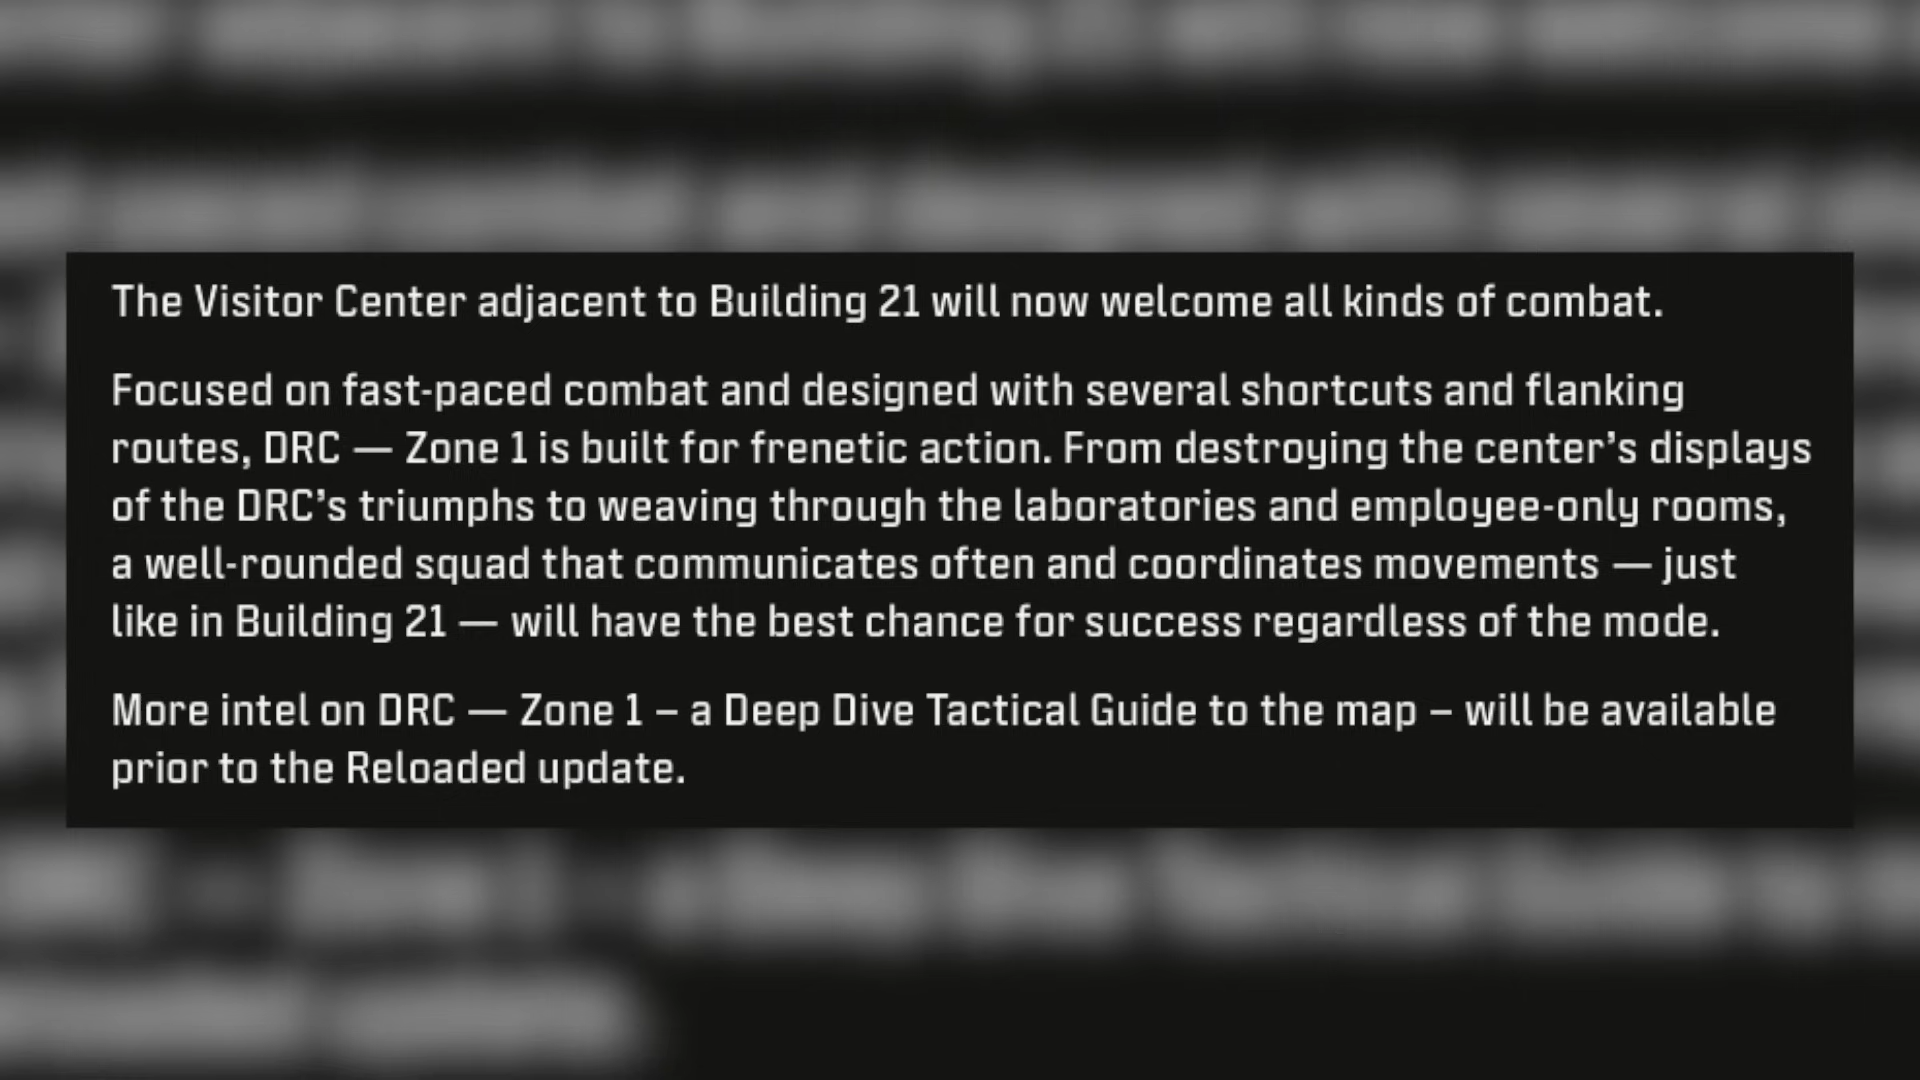 The Visitor Center adjacent to Building 21 will now welcome all kinds of combat.
Focused on fast-paced combat and designed with several shortcuts and flanking
routes, DRC — Zone 1 is built for frenetic action. From destroying the center’s displays
of the DRC’s triumphs to weaving through the laboratories and employee-only rooms,
a well-rounded squad that communicates often and coordinates movements — just
like in Building 21 — will have the best chance for success regardless of the mode.
More intel on DRC — Zone 1 – a Deep Dive Tactical Guide to the map – will be available
prior to the Reloaded update.